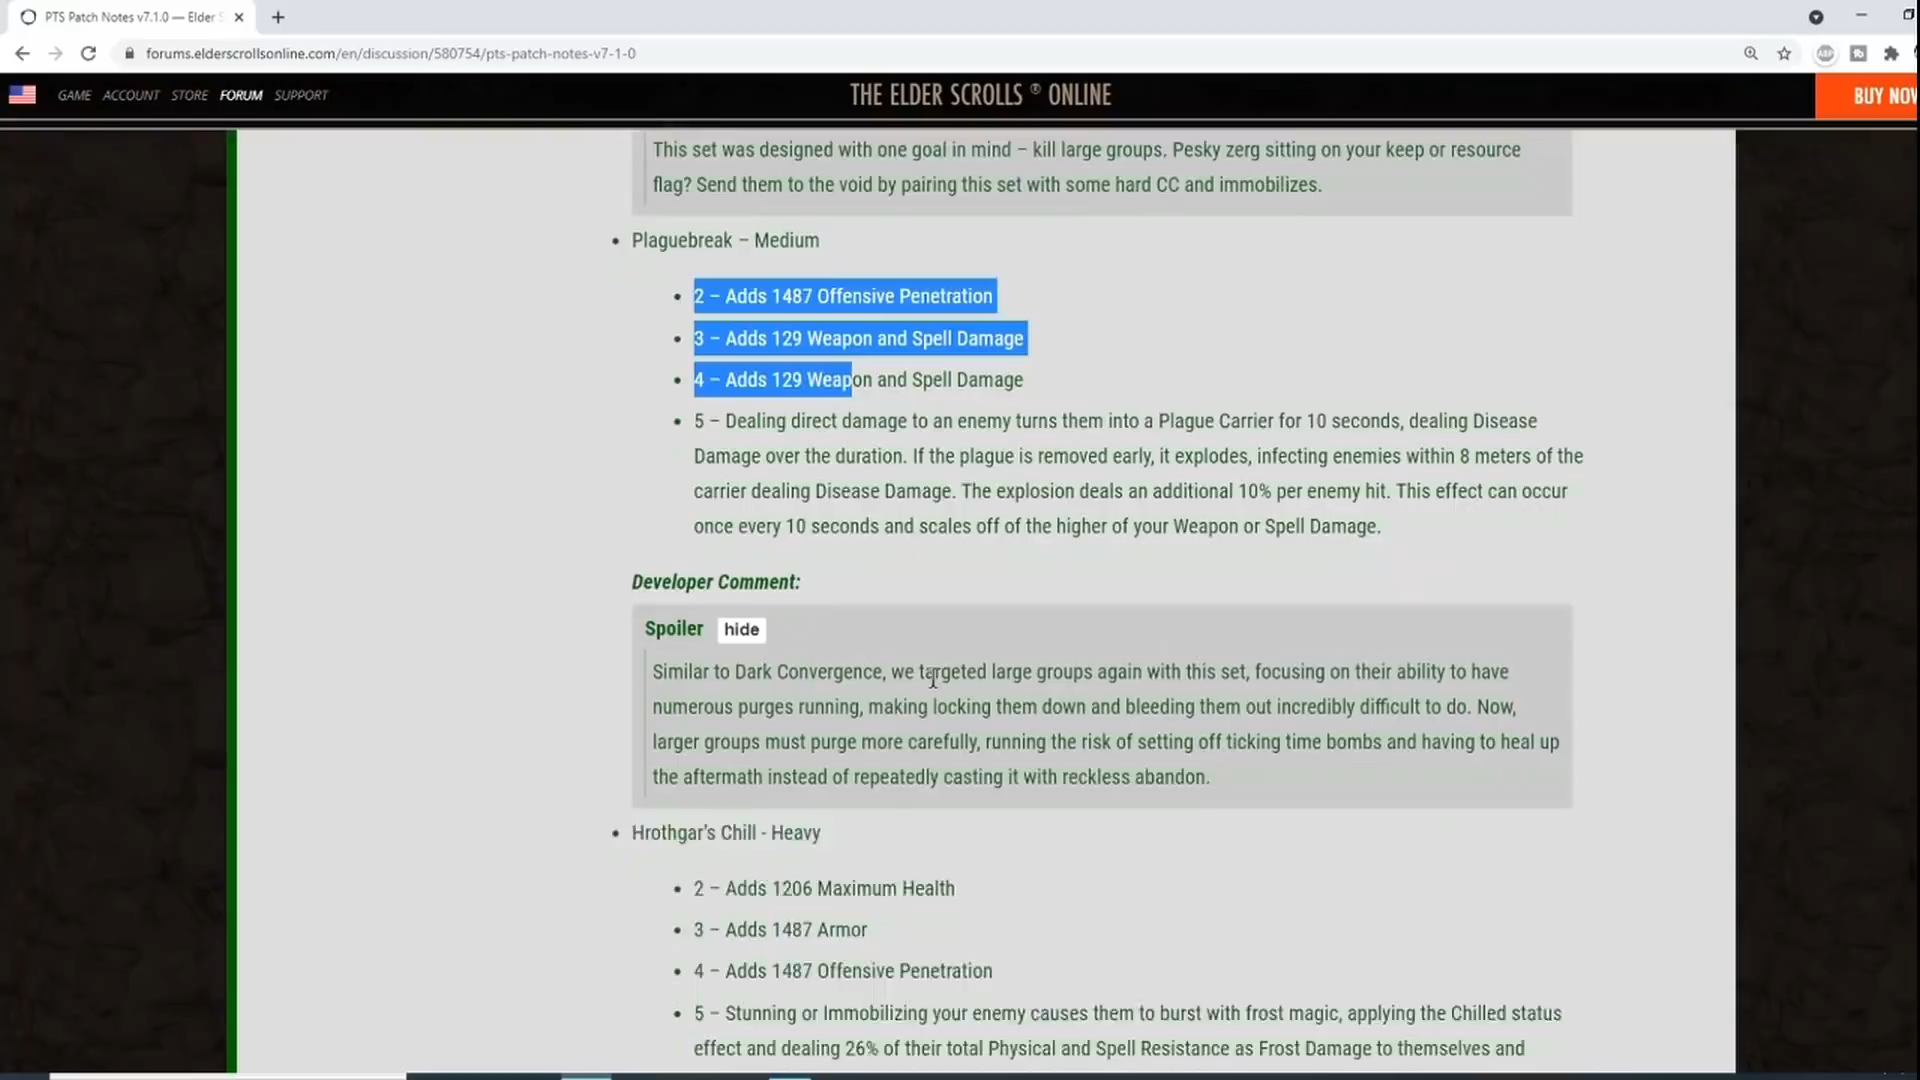 PTS Patch Notes v7.1.0 — Elder S
forums.elderscrollsonline.com/en/discussion/580754/pts-patch-notes-v7-1-0
ABP
GAME ACCOUNT STORE FORUM SUPPORT
THE ELDER SCROLLS ® ONLINE
BUY NOW
This set was designed with one goal in mind – kill large groups. Pesky zerg sitting on your keep or resource
flag? Send them to the void by pairing this set with some hard CC and immobilizes.
• Plaguebreak – Medium
• 2 – Adds 1487 Offensive Penetration
• 3 – Adds 129 Weapon and Spell Damage
• 4 – Adds 129 Weapon and Spell Damage
• 5 – Dealing direct damage to an enemy turns them into a Plague Carrier for 10 seconds, dealing Disease
Damage over the duration. If the plague is removed early, it explodes, infecting enemies within 8 meters of the
carrier dealing Disease Damage. The explosion deals an additional 10% per enemy hit. This effect can occur
once every 10 seconds and scales off of the higher of your Weapon or Spell Damage.
Developer Comment:
Spoiler hide
Similar to Dark Convergence, we targeted large groups again with this set, focusing on their ability to have
numerous purges running, making locking them down and bleeding them out incredibly difficult to do. Now,
larger groups must purge more carefully, running the risk of setting off ticking time bombs and having to heal up
the aftermath instead of repeatedly casting it with reckless abandon.
• Hrothgar's Chill - Heavy
• 2 – Adds 1206 Maximum Health
• 3 – Adds 1487 Armor
• 4 – Adds 1487 Offensive Penetration
• 5 – Stunning or Immobilizing your enemy causes them to burst with frost magic, applying the Chilled status
effect and dealing 26% of their total Physical and Spell Resistance as Frost Damage to themselves and